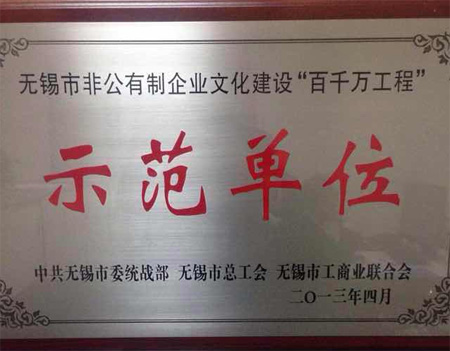 无锡市非公有制企业文化建设“百千万工程”
示范单位
中共无锡市委统战部 无锡市总工会 无锡市工商业联合会
二〇一三年四月